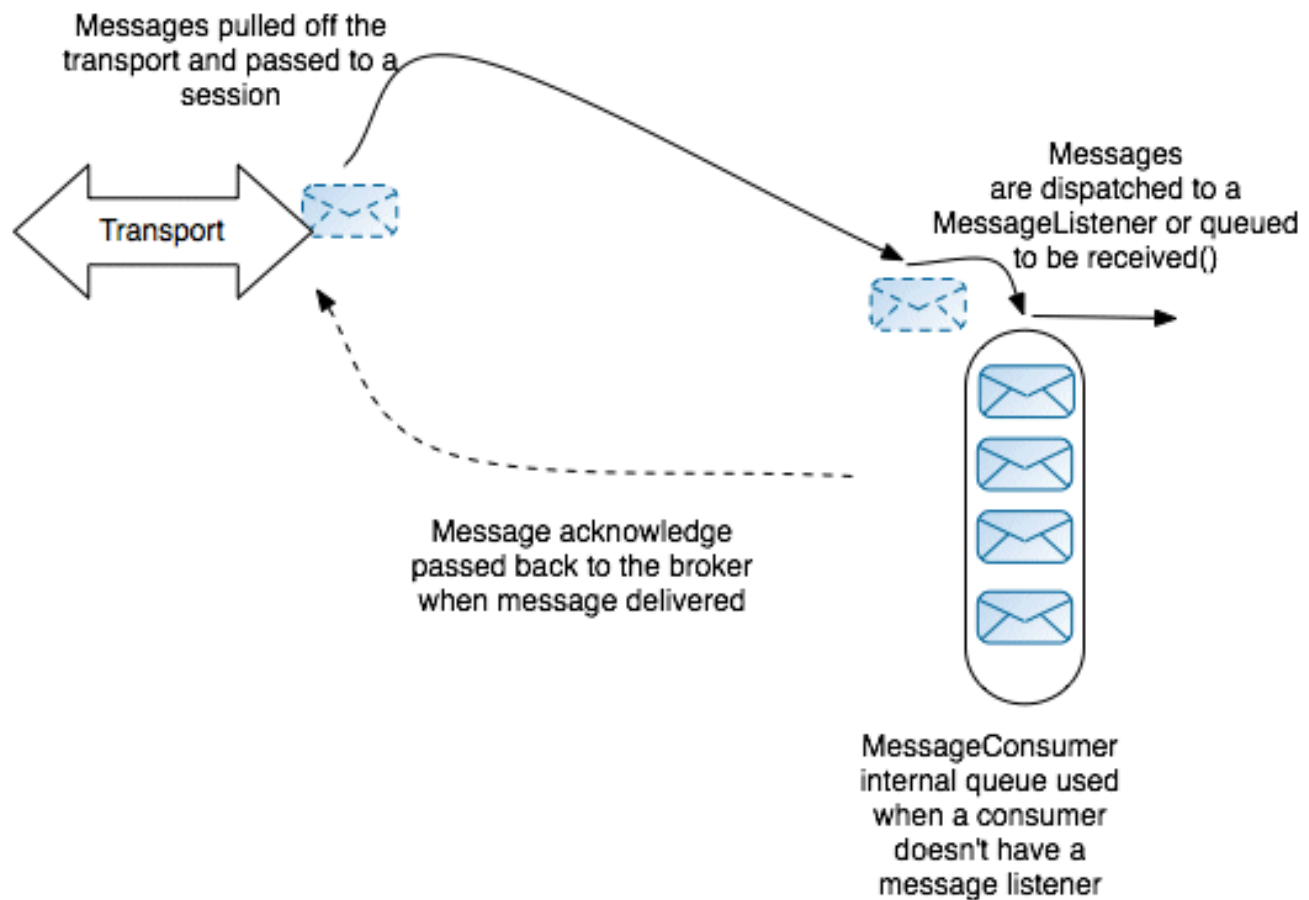 Messages pulled off the
transport and passed to a
session
Transport
Messages
are dispatched to a
MessageListener or queued
to be received()
Message acknowledge
passed back to the broker
when message delivered
MessageConsumer
internal queue used
when a consumer
doesn't have a
message listener